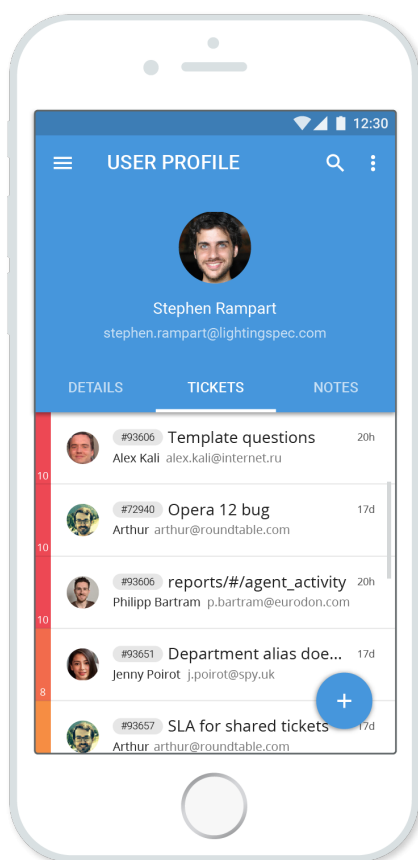 12:30
USER PROFILE
Stephen Rampart
stephen.rampart@lightingspec.com
DETAILS TICKETS NOTES
#93606 Template questions 20h
Alex Kali alex.kali@internet.ru
10
#72940 Opera 12 bug 17d
Arthur arthur@roundtable.com
10
#93606 reports/#/agent_activity 20h
Philipp Bartram p.bartram@eurodon.com
10
#93651 Department alias doe... 17d
Jenny Poirot j.poirot@spy.uk
8
+
#93657 SLA for shared tickets 17d
Arthur arthur@roundtable.com